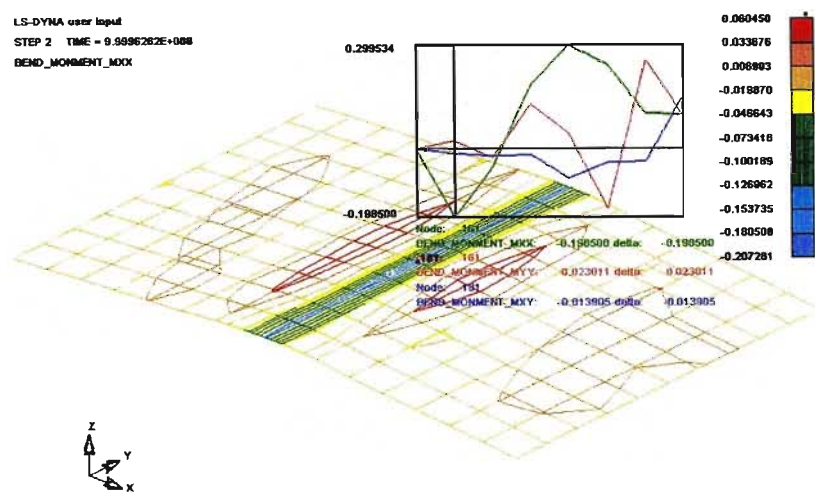 LS-DYNA user input
STEP 2 TIME = 9.9996262E+008
BEND_MONMENT_MXX
0.299534
-0.198500
Node: 161
BEND_MONMENT_MXX: -0.198500 delta: -0.198500
161
BEND_MONMENT_MYY: 0.023011 delta: 0.023011
Node: 161
BEND_MONMENT_MXY: -0.013905 delta: -0.013905
0.060450
0.033676
0.006903
-0.019870
-0.046643
-0.073416
-0.100189
-0.126962
-0.153735
-0.180508
-0.207281
Z
Y
X